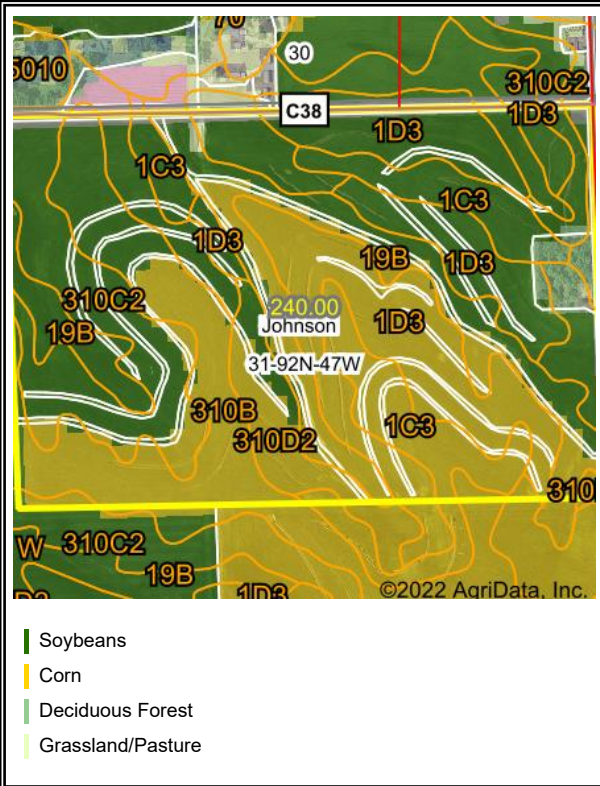 70
30
5010
310C2
C38
1D3
1D3
1C3
1C3
1D3
19B
1D3
310C2
240.00
Johnson
1D3
19B
31-92N-47W
310B
1C3
310D2
310
W
310C2
19B
1D3
©2022 AgriData, Inc.
Soybeans
Corn
Deciduous Forest
Grassland/Pasture